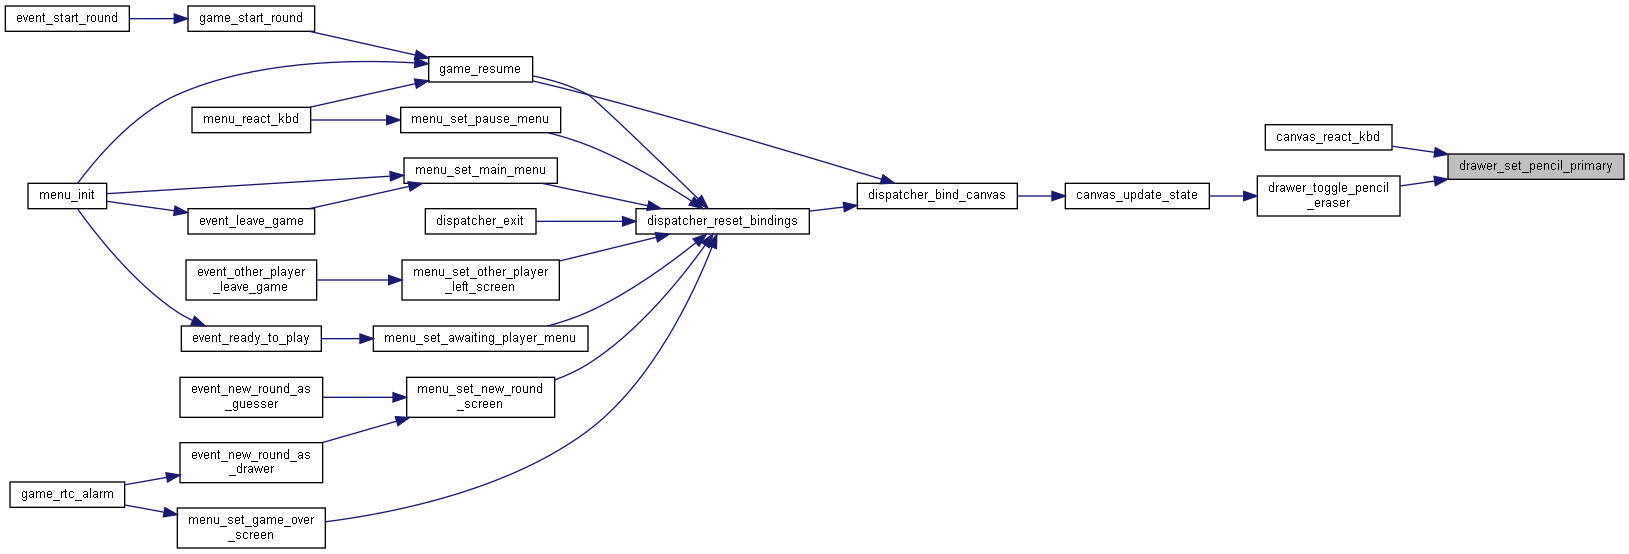 event_start_round
game_start_round
game_resume
menu_react_kbd
menu_set_pause_menu
canvas_react_kbd
drawer_set_pencil_primary
menu_set_main_menu
menu_init
dispatcher_bind_canvas
canvas_update_state
drawer_toggle_pencil
_eraser
event_leave_game
dispatcher_exit
dispatcher_reset_bindings
event_other_player
_leave_game
menu_set_other_player
_left_screen
event_ready_to_play
menu_set_awaiting_player_menu
event_new_round_as
_guesser
menu_set_new_round
_screen
event_new_round_as
_drawer
game_rtc_alarm
menu_set_game_over
_screen